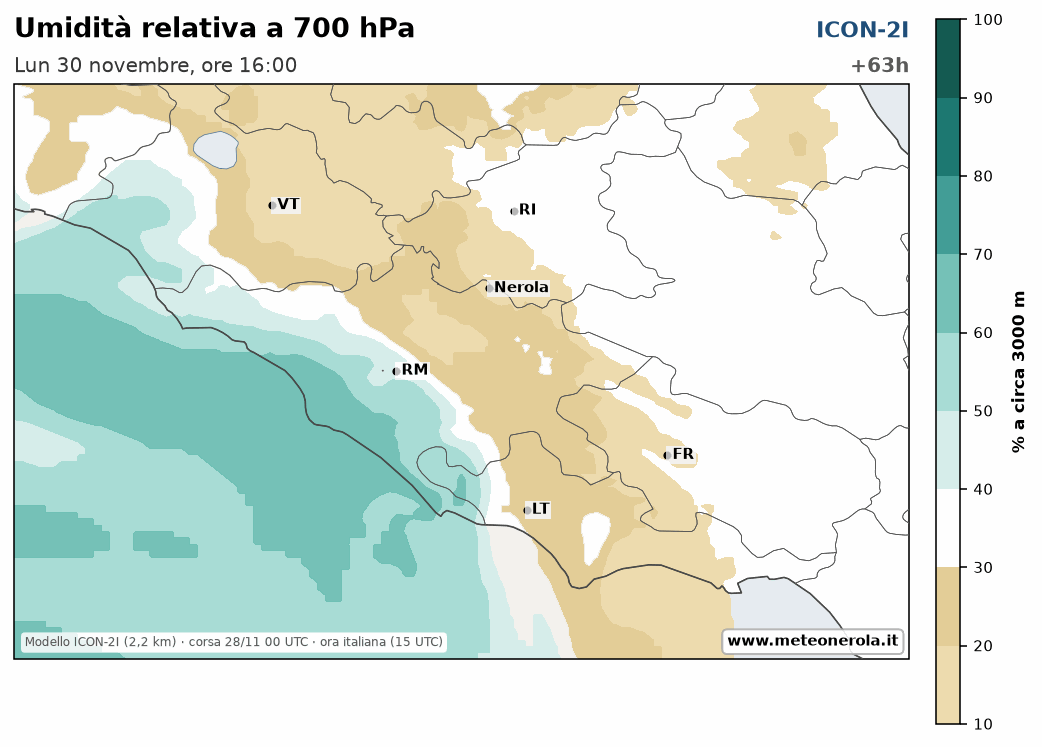 Umidità relativa a 700 hPa
ICON-2I
Lun 30 novembre, ore 16:00
+63h
100
90
80
70
60
50
40
30
20
10
% a circa 3000 m
VT
RI
Nerola
RM
FR
LT
Modello ICON-2I (2,2 km) · corsa 28/11 00 UTC · ora italiana (15 UTC)
www.meteonerola.it